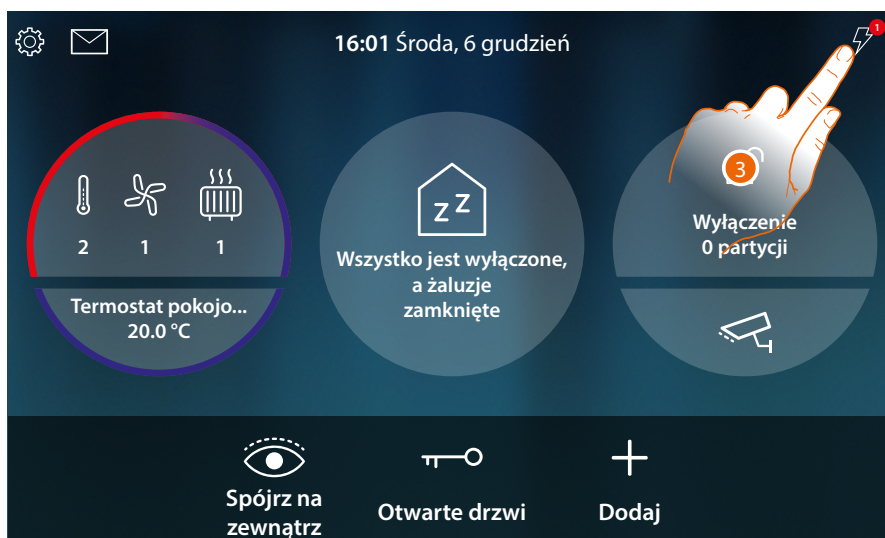 16:01 Środa, 6 grudzień
1
2 1 1
Termostat pokojo...
20.0 °C
z Z
Wszystko jest wyłączone,
a żaluzje
zamknięte
3
Wyłączenie
0 partycji
Spójrz na
zewnątrz
Otwarte drzwi
Dodaj